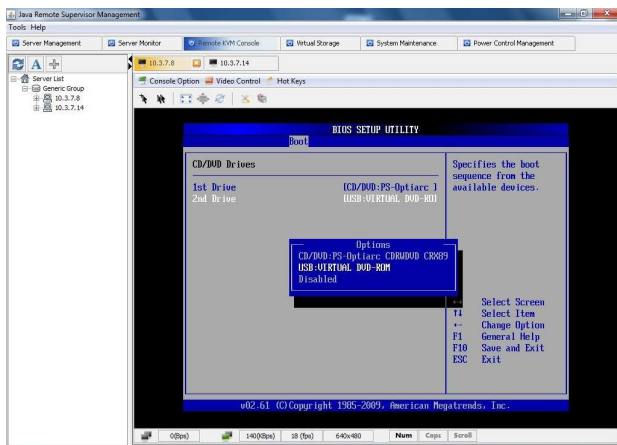 Java Remote Supervisor Management
Tools Help
Server Management Server Monitor Remote KVM Console Virtual Storage System Maintenance Power Control Management
10.3.7.8 10.3.7.14
Server List
Generic Group
10.3.7.8
10.3.7.14
Console Option Video Control Hot Keys
BIOS SETUP UTILITY
Boot
CD/DVD Drives
1st Drive [CD/DVD:PS-Optiarc ]
2nd Drive [USB:VIRTUAL DVD-RO]
Specifies the boot
sequence from the
available devices.
Options
CD/DVD:PS-Optiarc CDRWDVD CRX89
USB:VIRTUAL DVD-ROM
Disabled
↔ Select Screen
↑↓ Select Item
+- Change Option
F1 General Help
F10 Save and Exit
ESC Exit
v02.61 (C)Copyright 1985-2009, American Megatrends, Inc.
0(Bps) 140(KBps) 18 (fps) 640x480 Num Caps Scroll